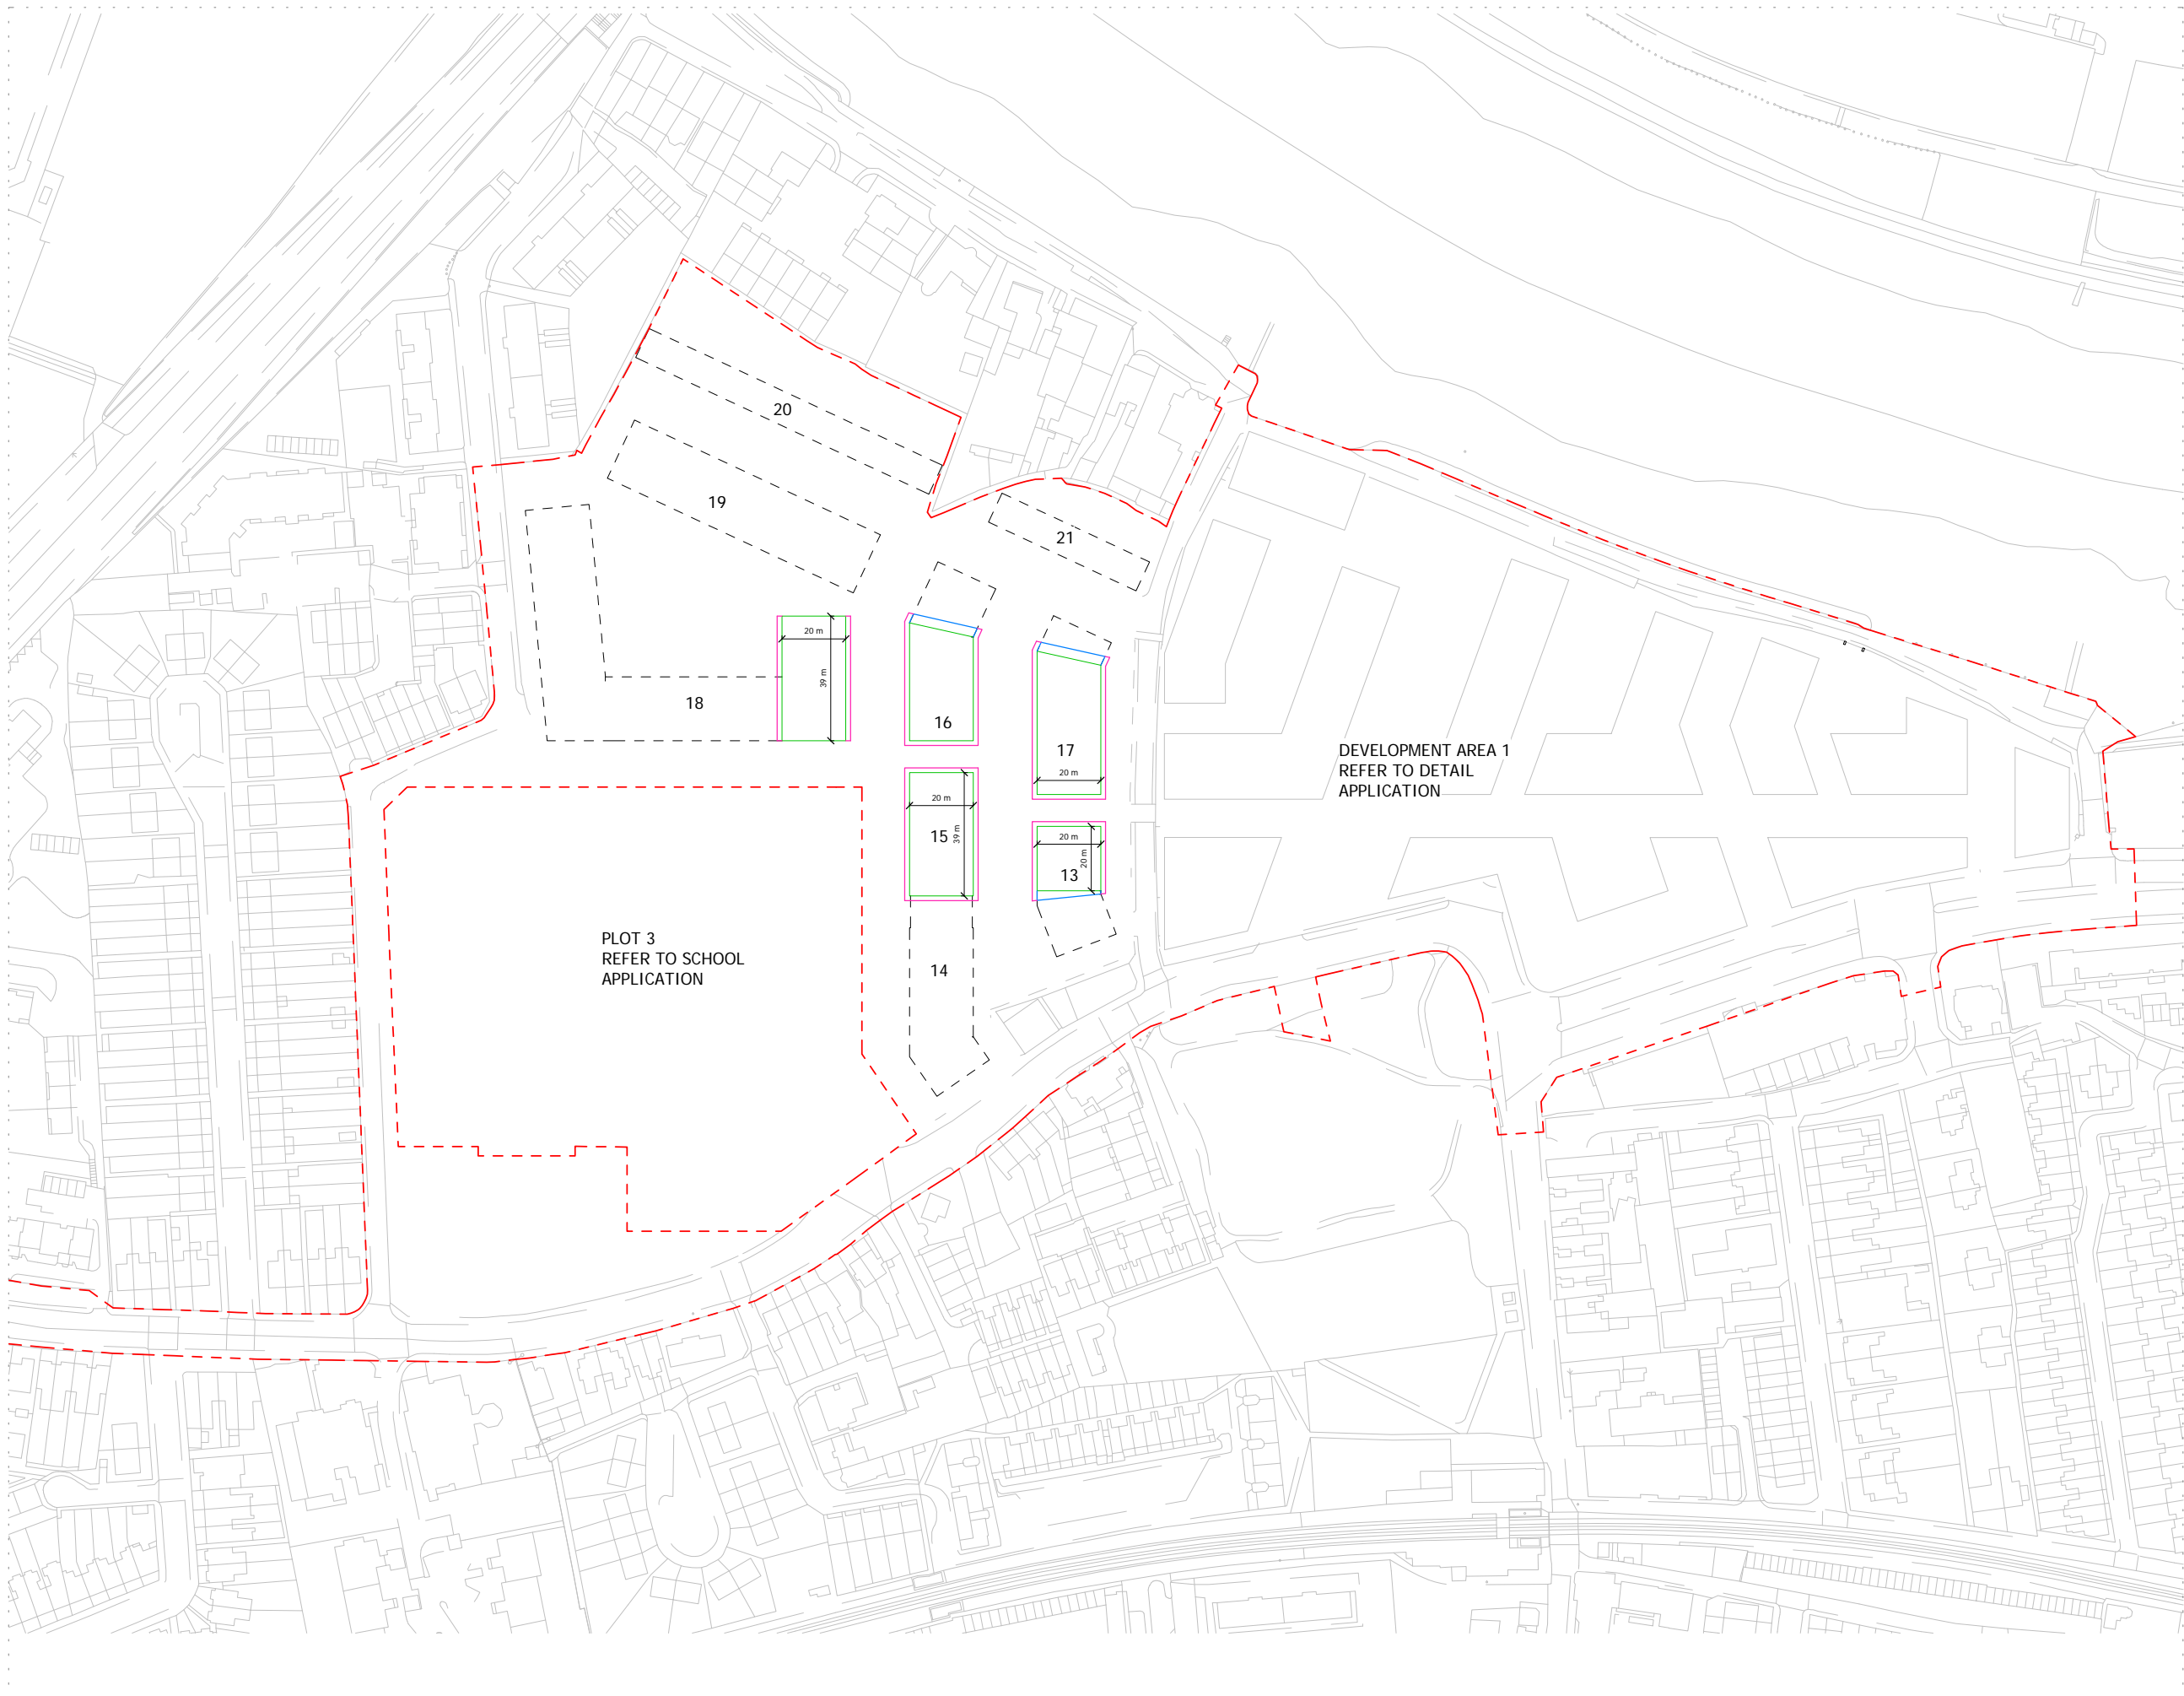 20
19
21
20 m
39 m
18
16
17
20 m
DEVELOPMENT AREA 1
REFER TO DETAIL
APPLICATION
20 m
15
39 m
20 m
20 m
13
PLOT 3
REFER TO SCHOOL
APPLICATION
14